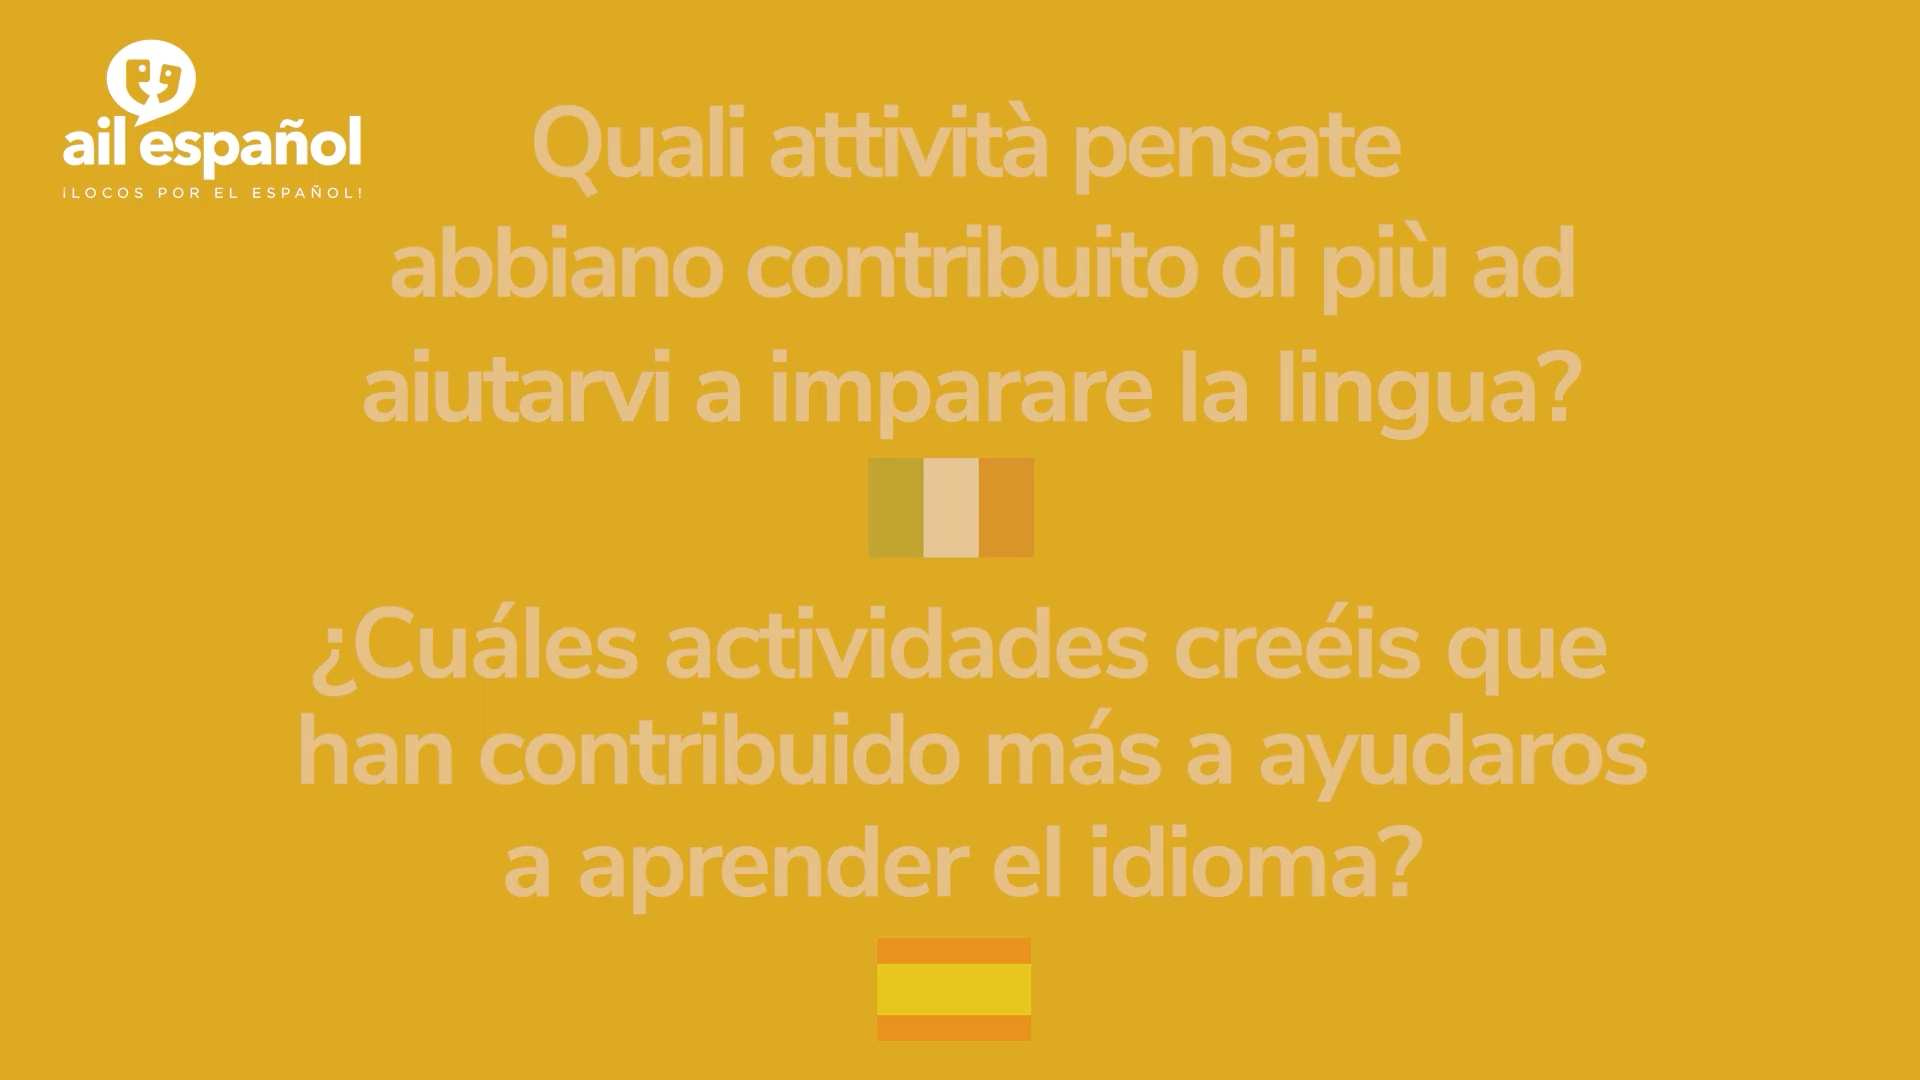 ail español
¡LOCOS POR EL ESPAÑOL!
Quali attività pensate
abbiano contribuito di più ad
aiutarvi a imparare la lingua?
¿Cuáles actividades creéis que
han contribuido más a ayudaros
a aprender el idioma?